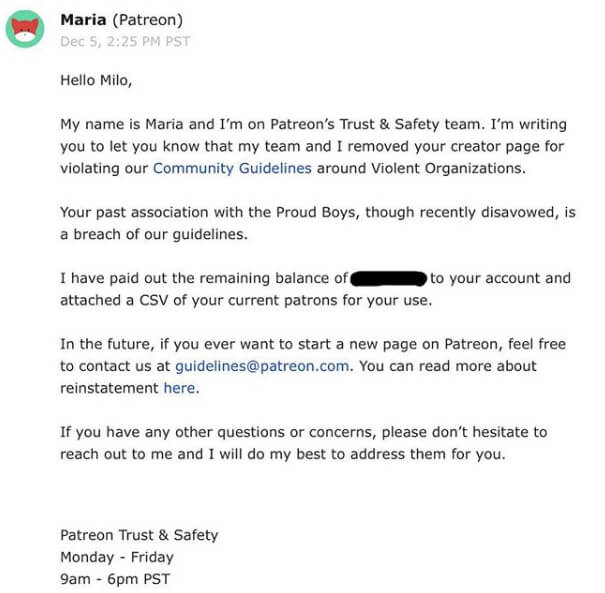 Maria (Patreon)
Dec 5, 2:25 PM PST
Hello Milo,
My name is Maria and I'm on Patreon's Trust & Safety team. I'm writing
you to let you know that my team and I removed your creator page for
violating our Community Guidelines around Violent Organizations.
Your past association with the Proud Boys, though recently disavowed, is
a breach of our guidelines.
I have paid out the remaining balance of to your account and
attached a CSV of your current patrons for your use.
In the future, if you ever want to start a new page on Patreon, feel free
to contact us at guidelines@patreon.com. You can read more about
reinstatement here.
If you have any other questions or concerns, please don't hesitate to
reach out to me and I will do my best to address them for you.
Patreon Trust & Safety
Monday - Friday
9am - 6pm PST